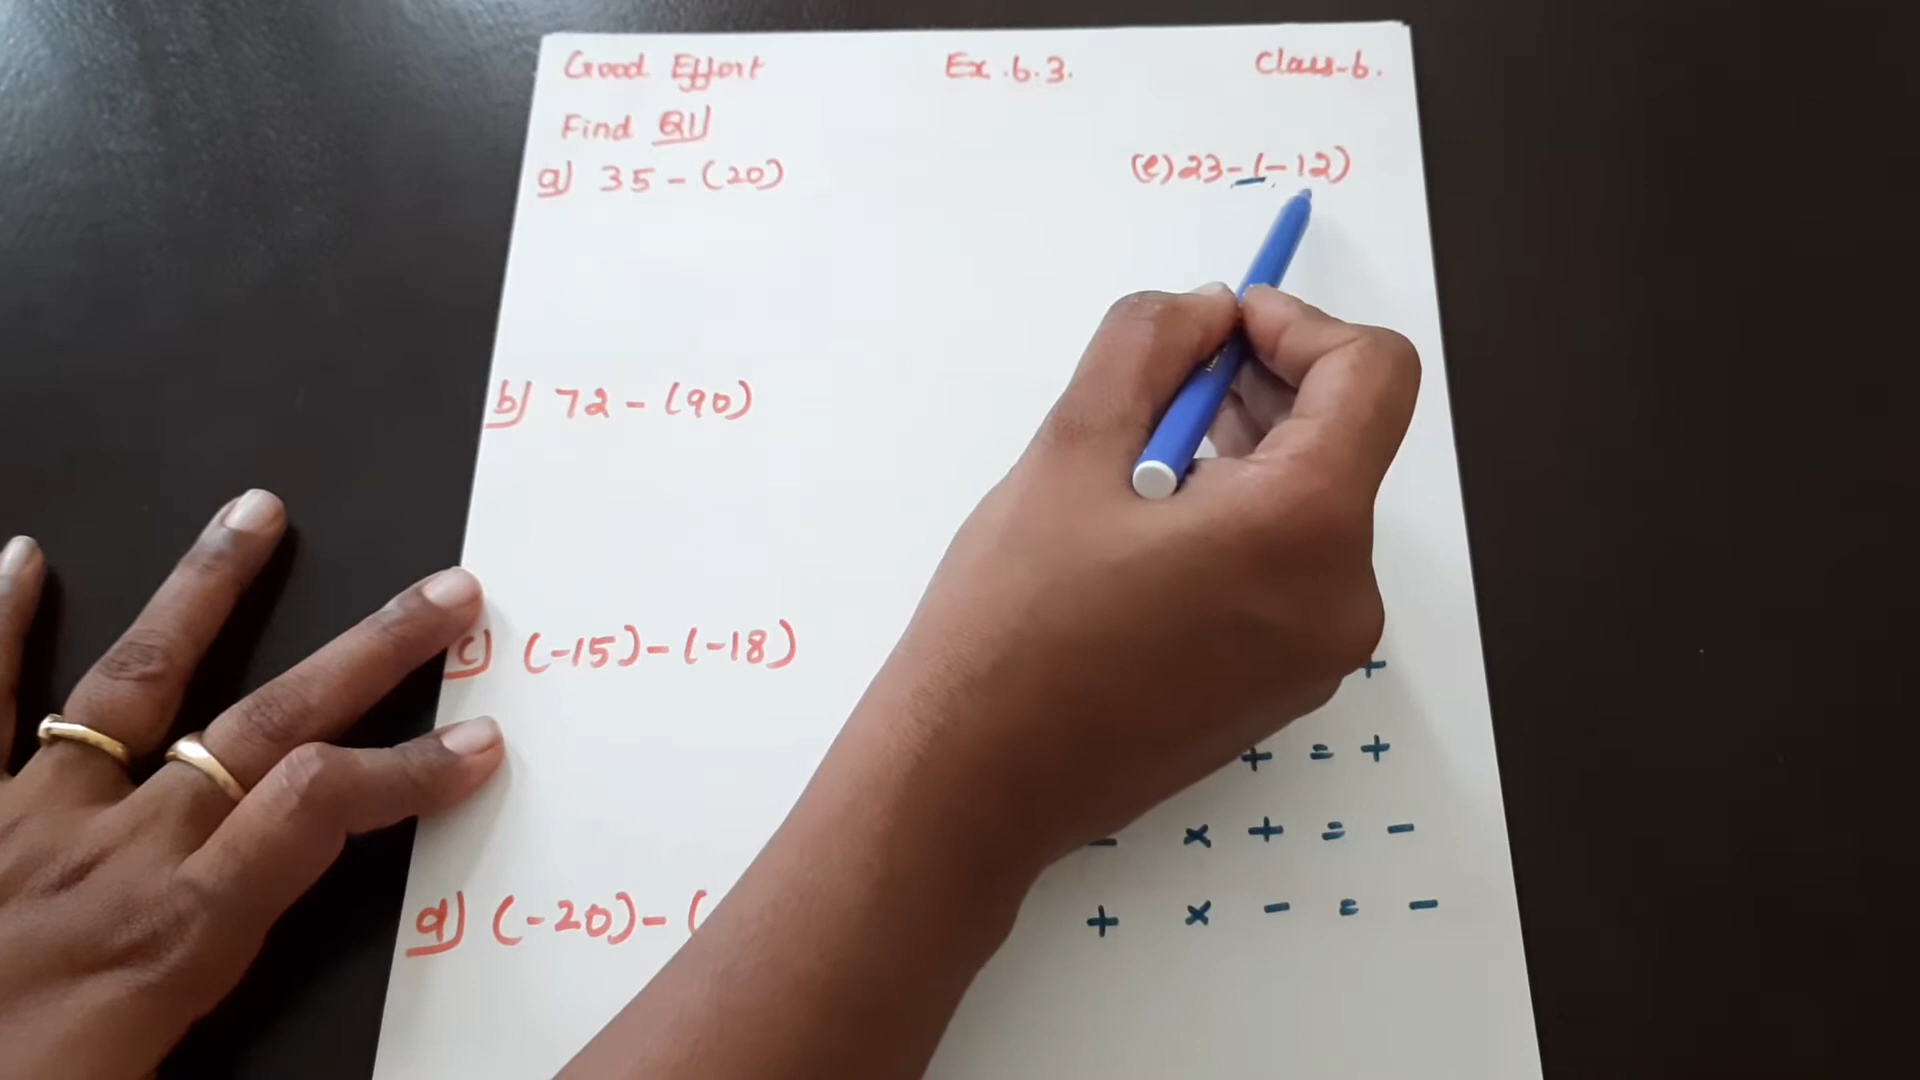 Good Effort Ex.6.3. Class-6.
Find Q1
a) 35 - (20)
(e) 23 - (-12)
b) 72 - (90)
c) (-15) - (-18)
+
+ = +
- × + = -
d) (-20) - (
+ × - = -